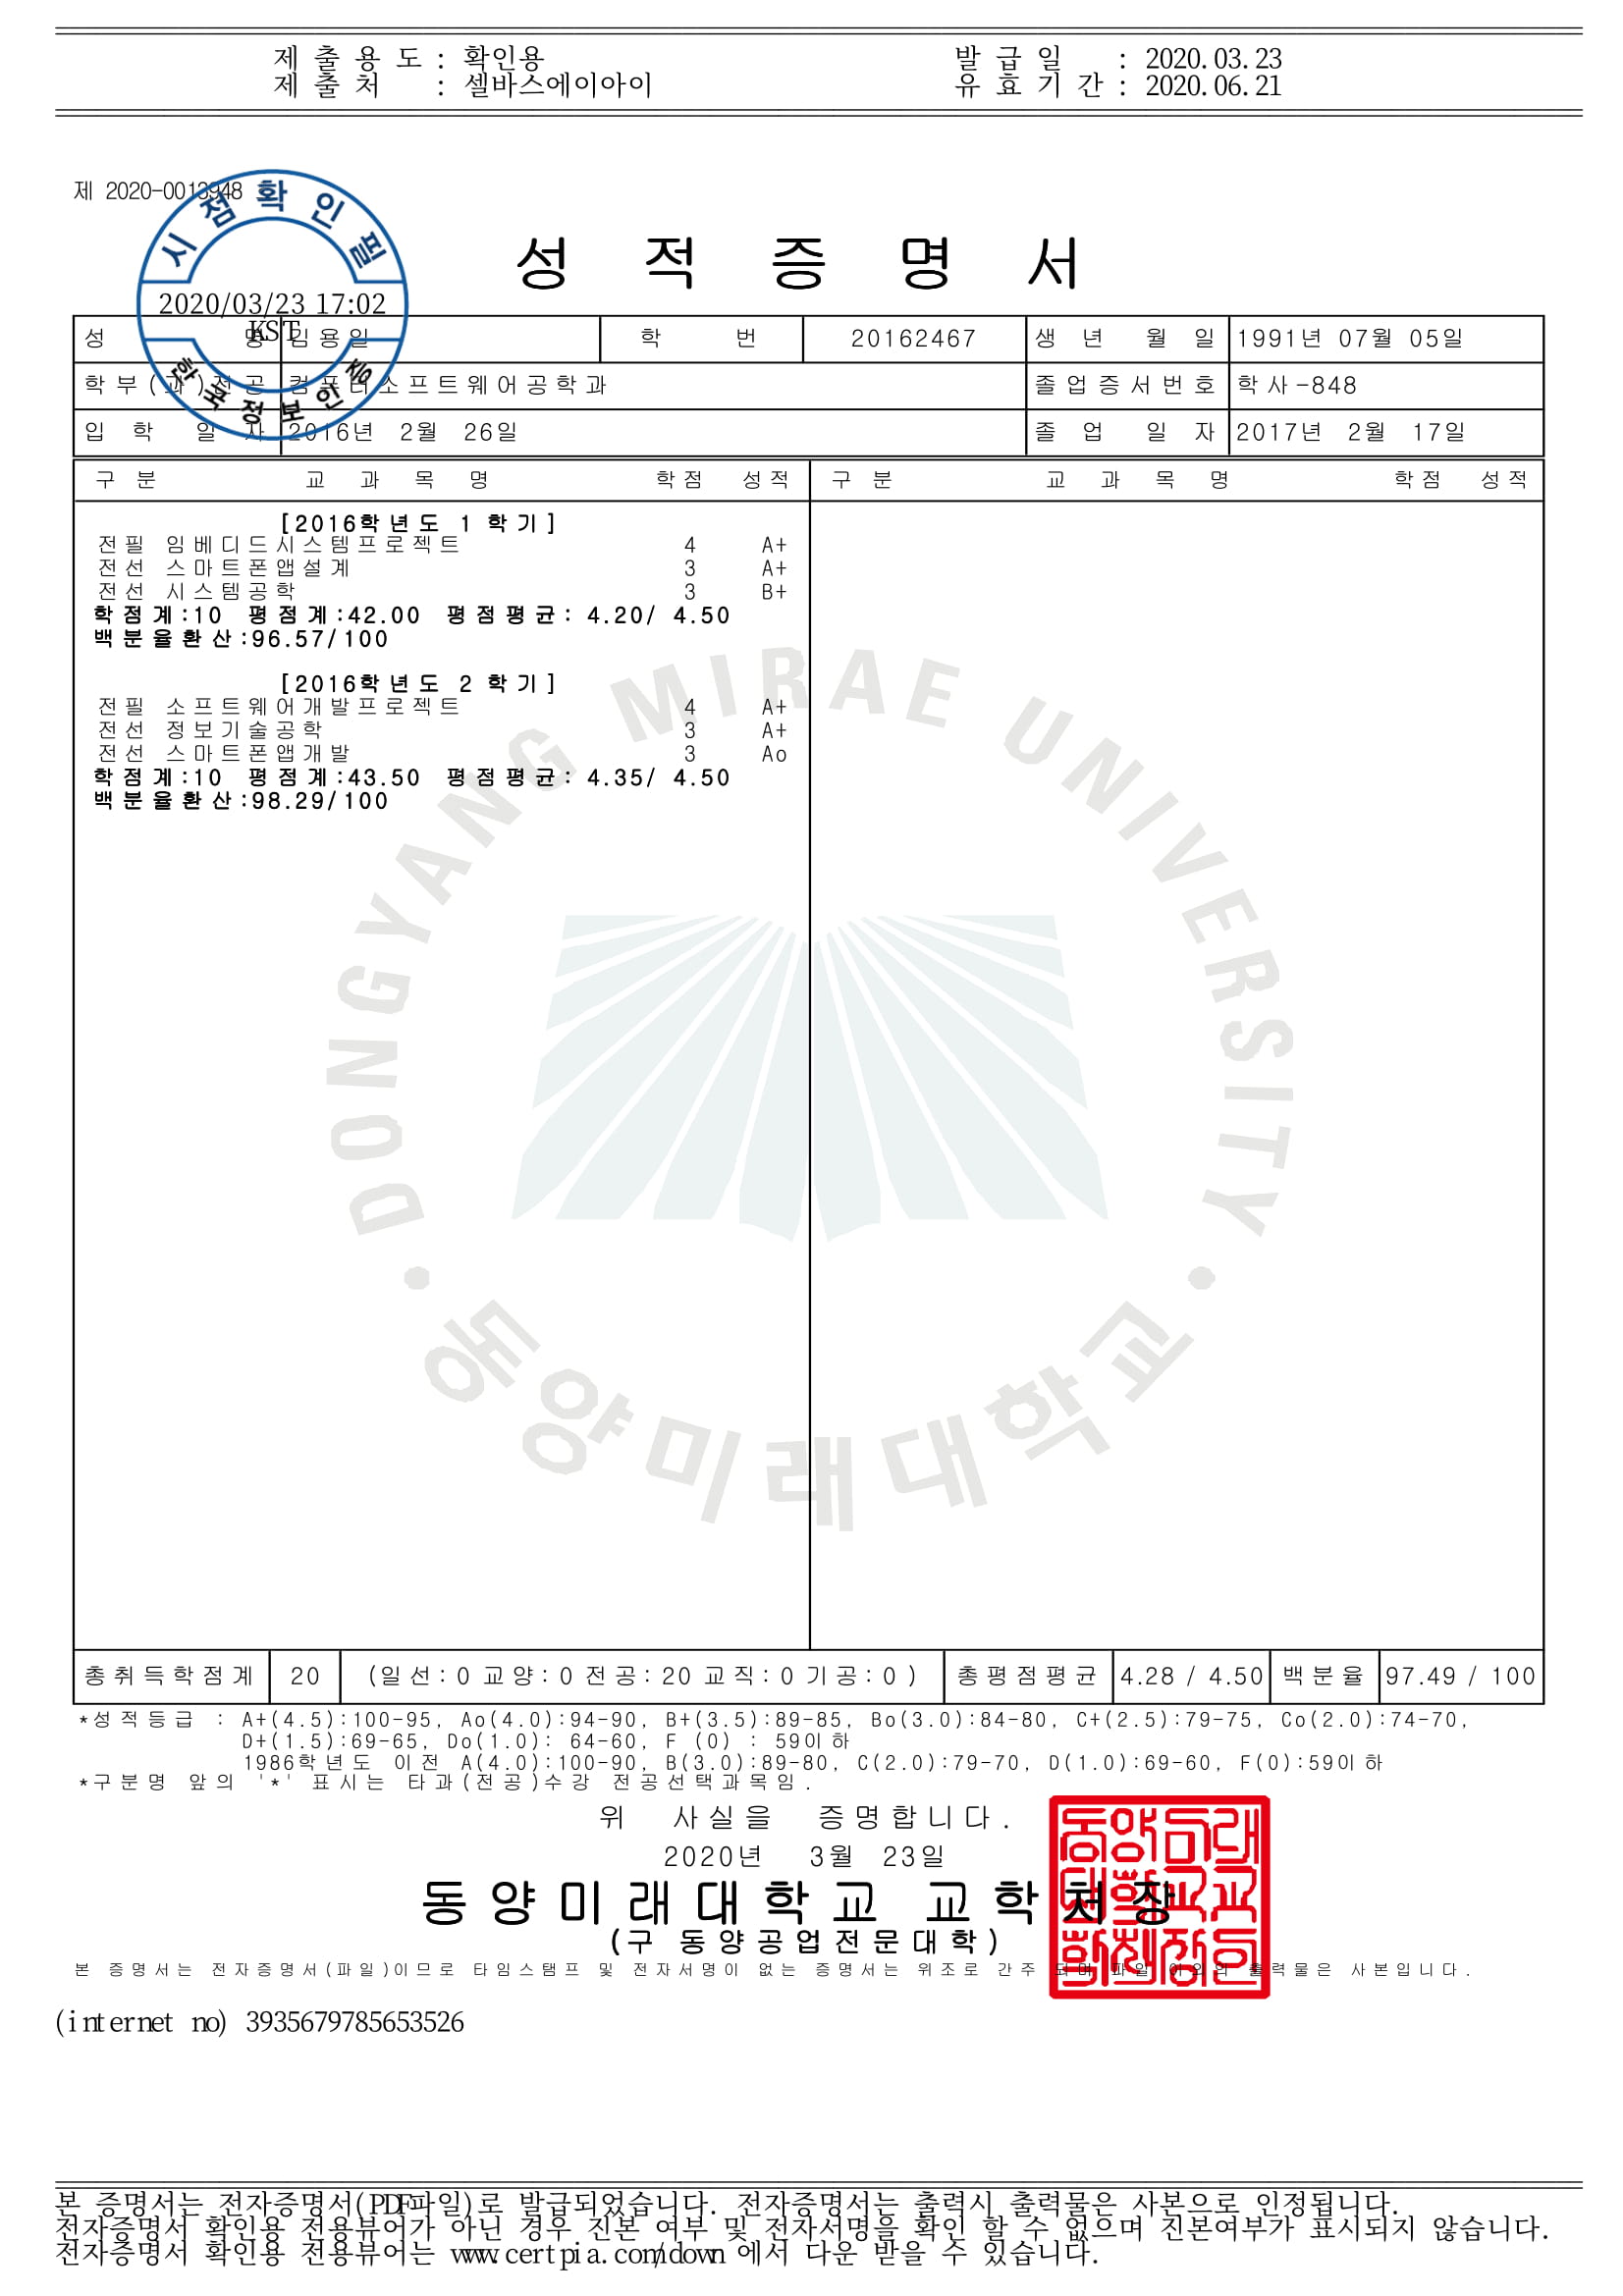 제 출 용 도 : 확인용 발 급 일 : 2020.03.23
제 출 처 : 셀바스에이아이 유 효 기 간 : 2020.06.21
제 2020-0013948
시점확인필
2020/03/23 17:02
KST
한국정보인증
성 적 증 명 서
성 명 김용일 학 번 20162467 생 년 월 일 1991년 07월 05일
학부(과)전공 컴퓨터소프트웨어공학과 졸업증서번호 학사-848
입 학 일 자 2016년 2월 26일 졸 업 일 자 2017년 2월 17일
구 분 교 과 목 명 학점 성적 구 분 교 과 목 명 학점 성적
[2016학년도 1 학기]
전필 임베디드시스템프로젝트 4 A+
전선 스마트폰앱설계 3 A+
전선 시스템공학 3 B+
학점계:10 평점계:42.00 평점평균: 4.20/ 4.50
백분율환산:96.57/100
[2016학년도 2 학기]
전필 소프트웨어개발프로젝트 4 A+
전선 정보기술공학 3 A+
전선 스마트폰앱개발 3 Ao
학점계:10 평점계:43.50 평점평균: 4.35/ 4.50
백분율환산:98.29/100
DONGYANG MIRAE UNIVERSITY
동양미래대학교
총취득학점계 20 (일선:0 교양:0 전공:20 교직:0 기공:0 ) 총평점평균 4.28 / 4.50 백분율 97.49 / 100
*성적등급 : A+(4.5):100-95, Ao(4.0):94-90, B+(3.5):89-85, Bo(3.0):84-80, C+(2.5):79-75, Co(2.0):74-70,
D+(1.5):69-65, Do(1.0): 64-60, F (0) : 59이하
1986학년도 이전 A(4.0):100-90, B(3.0):89-80, C(2.0):79-70, D(1.0):69-60, F(0):59이하
*구분명 앞의 '*' 표시는 타과(전공)수강 전공선택과목임.
위 사실을 증명합니다.
2020년 3월 23일
동양미래대학교 교학처장
(구 동양공업전문대학)
동양미래대학교교학처장인
본 증명서는 전자증명서(파일)이므로 타임스탬프 및 전자서명이 없는 증명서는 위조로 간주 되며 파일 이외의 출력물은 사본입니다.
(internet no) 3935679785653526
본 증명서는 전자증명서(PDF파일)로 발급되었습니다. 전자증명서는 출력시 출력물은 사본으로 인정됩니다.
전자증명서 확인용 전용뷰어가 아닌 경우 진본 여부 및 전자서명을 확인 할 수 없으며 진본여부가 표시되지 않습니다.
전자증명서 확인용 전용뷰어는 www.certpia.com/down 에서 다운 받을 수 있습니다.